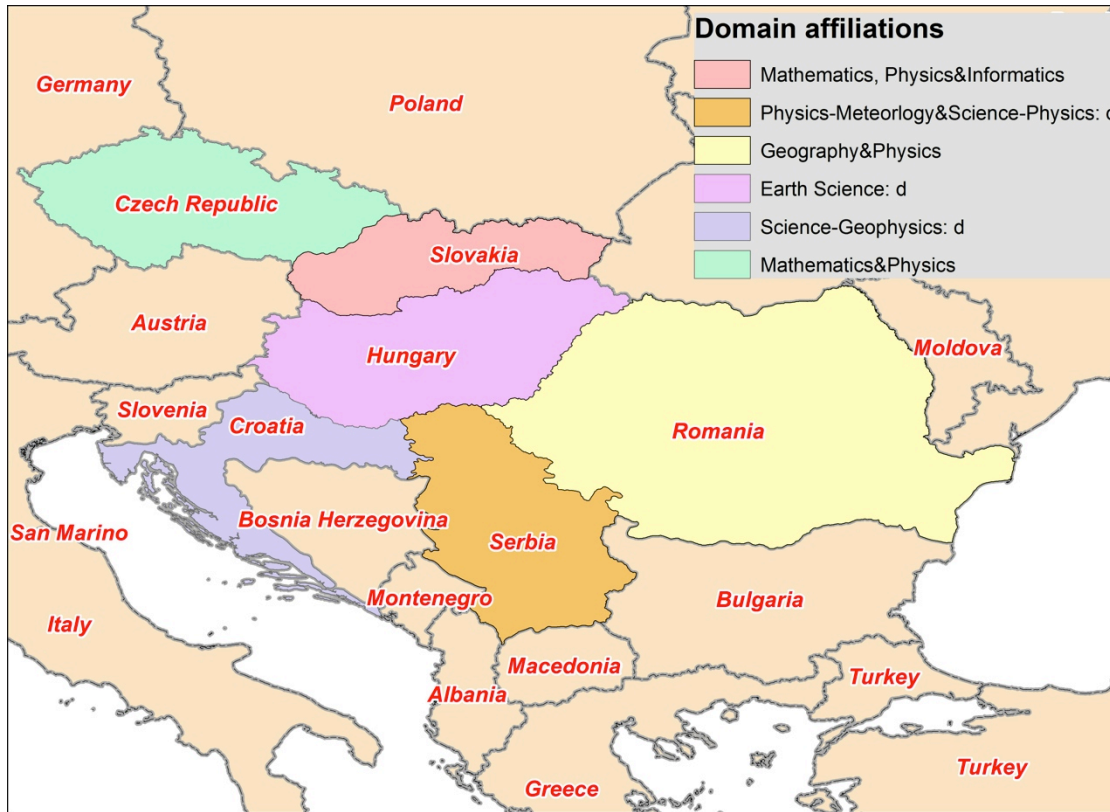 Domain affiliations
Mathematics, Physics&Informatics
Physics-Meteorlogy&Science-Physics: d
Geography&Physics
Earth Science: d
Science-Geophysics: d
Mathematics&Physics
Germany
Poland
Czech Republic
Slovakia
Austria
Hungary
Moldova
Slovenia
Croatia
Romania
Bosnia Herzegovina
San Marino
Serbia
Montenegro
Bulgaria
Italy
Macedonia
Albania
Turkey
Greece
Turkey